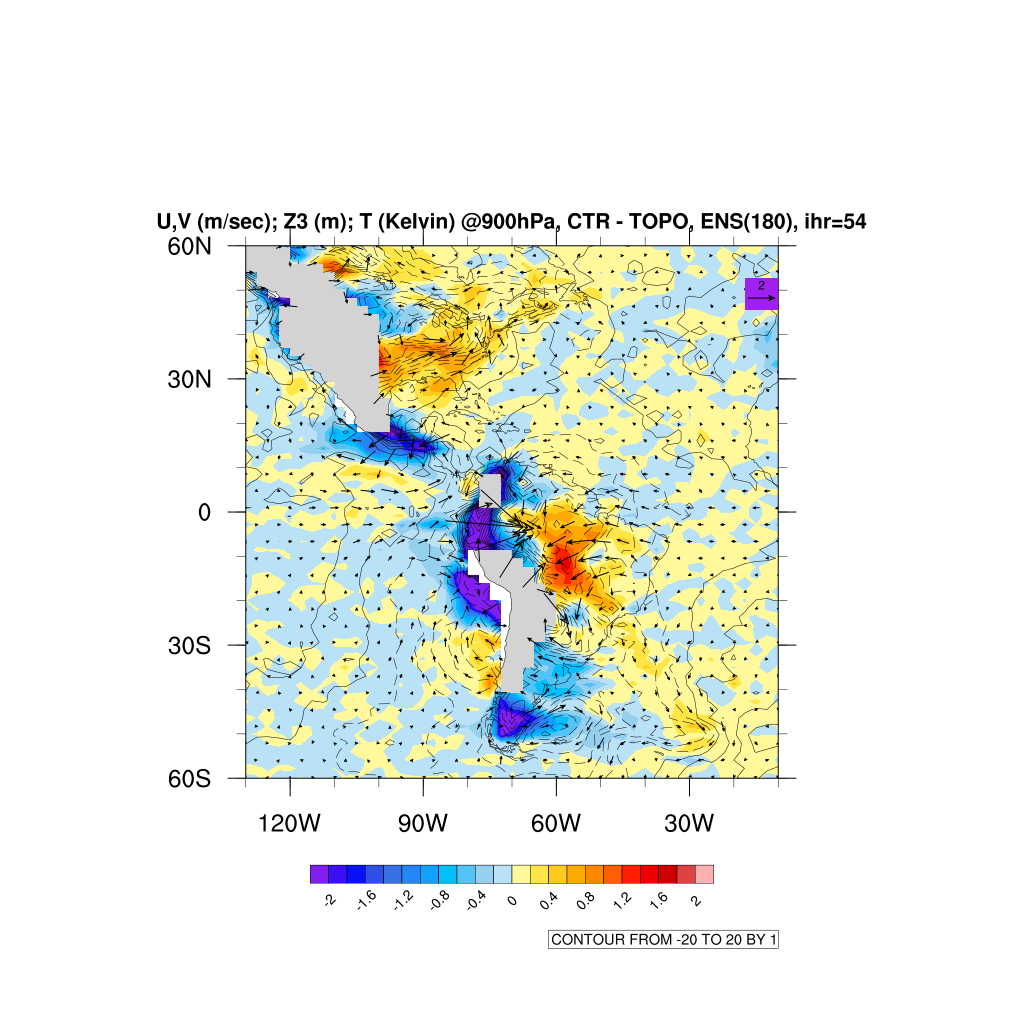 U,V (m/sec); Z3 (m); T (Kelvin) @900hPa, CTR - TOPO, ENS(180), ihr=54
60N
2
30N
0
30S
60S
120W 90W 60W 30W
-2 -1.6 -1.2 -0.8 -0.4 0 0.4 0.8 1.2 1.6 2
CONTOUR FROM -20 TO 20 BY 1